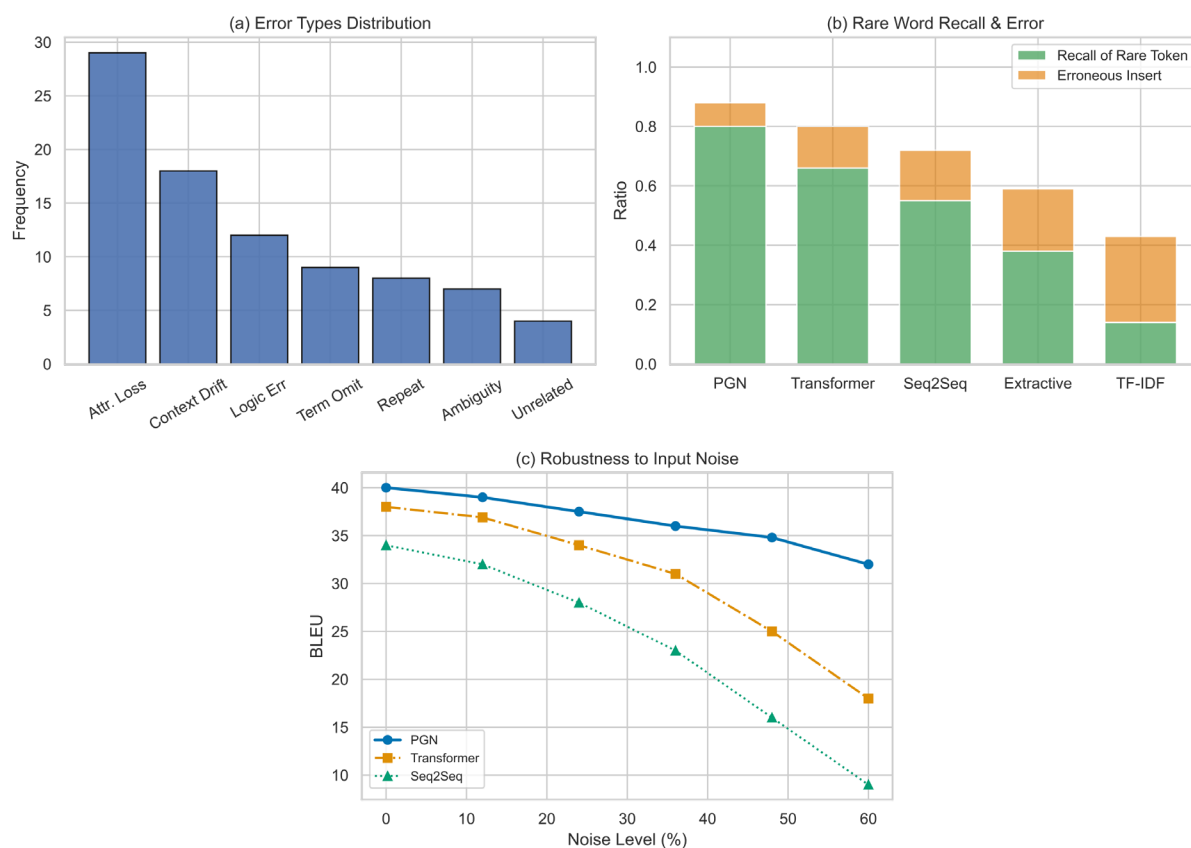 (a) Error Types Distribution
Frequency
30
25
20
15
10
5
0
Attr. Loss
Context Drift
Logic Err
Term Omit
Repeat
Ambiguity
Unrelated
(b) Rare Word Recall & Error
Recall of Rare Token
Erroneous Insert
Ratio
1.0
0.8
0.6
0.4
0.2
0.0
PGN
Transformer
Seq2Seq
Extractive
TF-IDF
(c) Robustness to Input Noise
BLEU
40
35
30
25
20
15
10
PGN
Transformer
Seq2Seq
0
10
20
30
40
50
60
Noise Level (%)